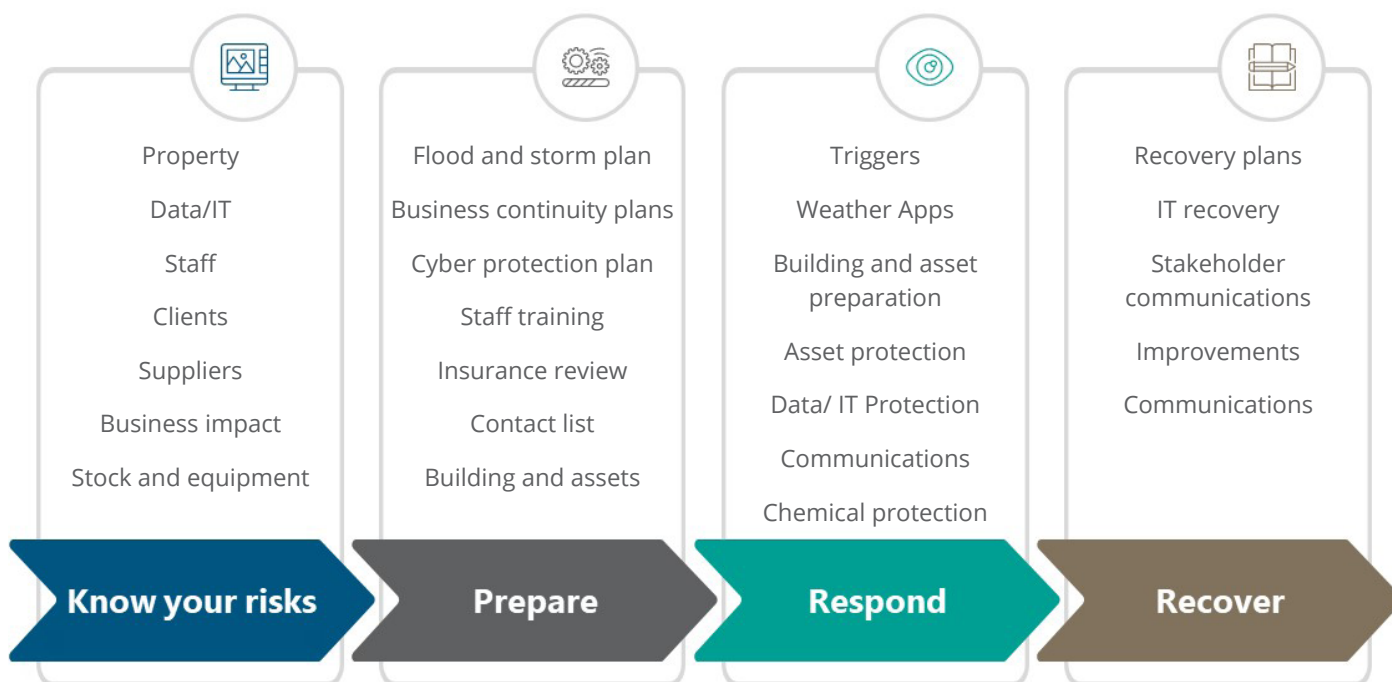 Property
Data/IT
Staff
Clients
Suppliers
Business impact
Stock and equipment
Know your risks
Flood and storm plan
Business continuity plans
Cyber protection plan
Staff training
Insurance review
Contact list
Building and assets
Prepare
Triggers
Weather Apps
Building and asset
preparation
Asset protection
Data/ IT Protection
Communications
Chemical protection
Respond
Recovery plans
IT recovery
Stakeholder
communications
Improvements
Communications
Recover